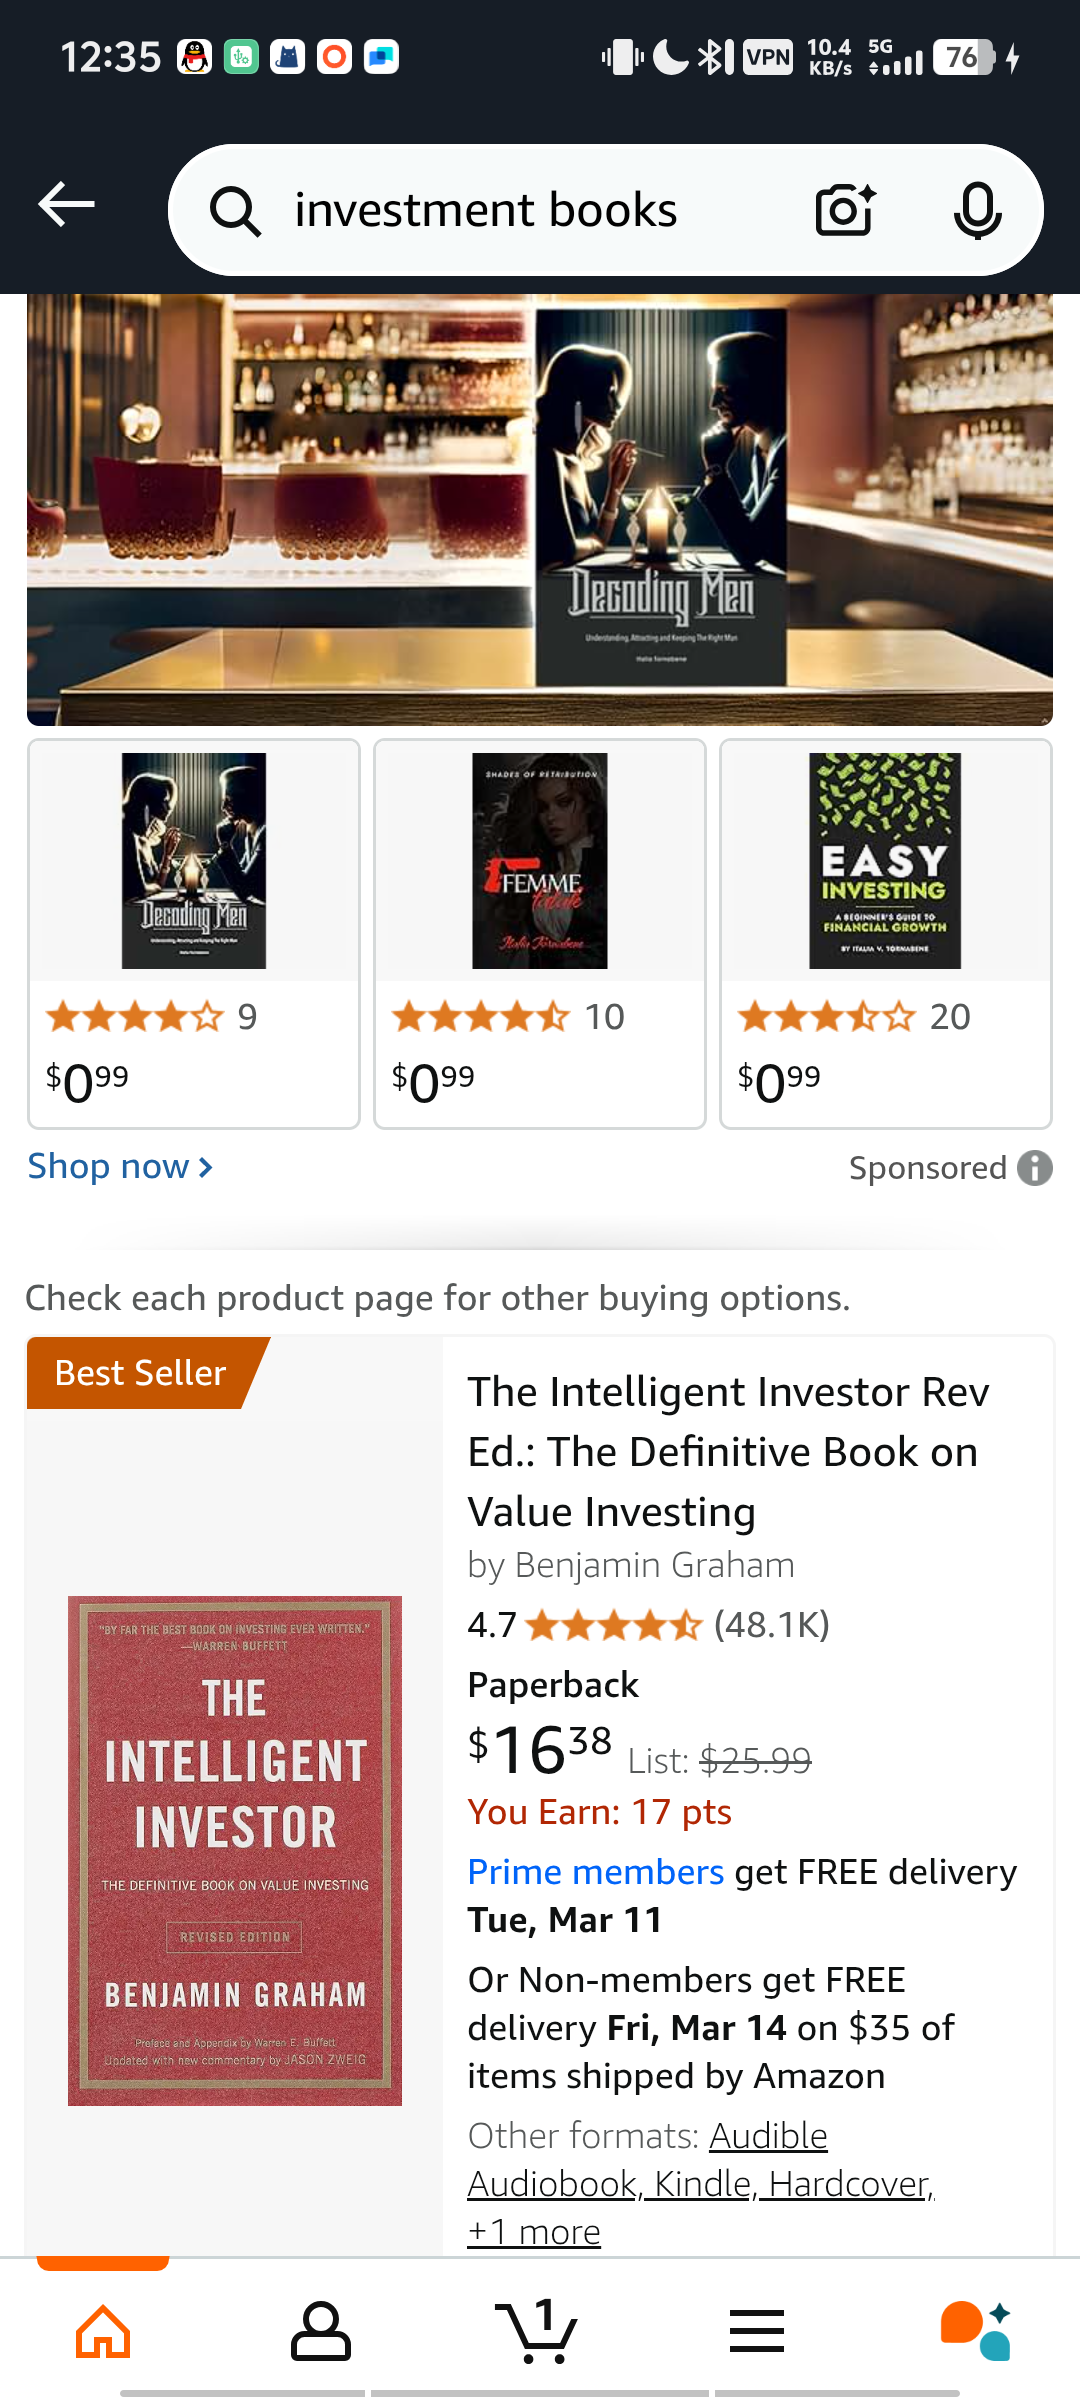 12:35
VPN
10.4
KB/s
5G
76
investment books
Decoding Men
Understanding, Attracting and Keeping The Right Man
Italia Tornabene
Decoding Men
SHADES OF RETRIBUTION
FEMME
fatale
Italia Tornabene
EASY
INVESTING
A BEGINNER'S GUIDE TO
FINANCIAL GROWTH
BY ITALIA V. TORNABENE
9
10
20
$0.99
$0.99
$0.99
Shop now
Sponsored
Check each product page for other buying options.
Best Seller
"BY FAR THE BEST BOOK ON INVESTING EVER WRITTEN."
—WARREN BUFFETT
THE
INTELLIGENT
INVESTOR
THE DEFINITIVE BOOK ON VALUE INVESTING
REVISED EDITION
BENJAMIN GRAHAM
Preface and Appendix by Warren E. Buffett
Updated with new commentary by JASON ZWEIG
The Intelligent Investor Rev
Ed.: The Definitive Book on
Value Investing
by Benjamin Graham
4.7 (48.1K)
Paperback
$16.38 List: $25.99
You Earn: 17 pts
Prime members get FREE delivery
Tue, Mar 11
Or Non-members get FREE
delivery Fri, Mar 14 on $35 of
items shipped by Amazon
Other formats: Audible
Audiobook, Kindle, Hardcover,
+1 more
1